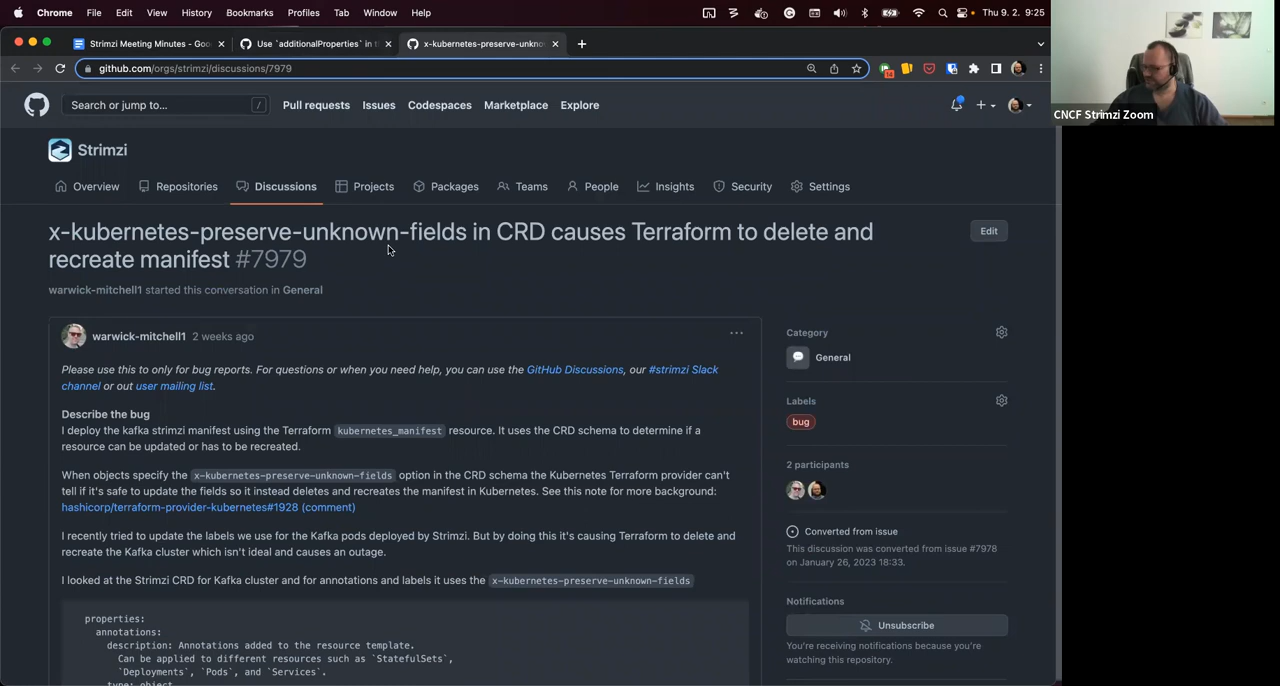 Chrome File Edit View History Bookmarks Profiles Tab Window Help Thu 9. 2. 9:25
Strimzi Meeting Minutes - Goo Use `additionalProperties` in t x-kubernetes-preserve-unkno
github.com/orgs/strimzi/discussions/7979
14
Search or jump to... / Pull requests Issues Codespaces Marketplace Explore
CNCF Strimzi Zoom
Strimzi
Overview Repositories Discussions Projects Packages Teams People Insights Security Settings
x-kubernetes-preserve-unknown-fields in CRD causes Terraform to delete and
recreate manifest #7979
Edit
warwick-mitchell1 started this conversation in General
warwick-mitchell1 2 weeks ago
Please use this to only for bug reports. For questions or when you need help, you can use the GitHub Discussions, our #strimzi Slack
channel or out user mailing list.
Describe the bug
I deploy the kafka strimzi manifest using the Terraform kubernetes_manifest resource. It uses the CRD schema to determine if a
resource can be updated or has to be recreated.
When objects specify the x-kubernetes-preserve-unknown-fields option in the CRD schema the Kubernetes Terraform provider can't
tell if it's safe to update the fields so it instead deletes and recreates the manifest in Kubernetes. See this note for more background:
hashicorp/terraform-provider-kubernetes#1928 (comment)
I recently tried to update the labels we use for the Kafka pods deployed by Strimzi. But by doing this it's causing Terraform to delete and
recreate the Kafka cluster which isn't ideal and causes an outage.
I looked at the Strimzi CRD for Kafka cluster and for annotations and labels it uses the x-kubernetes-preserve-unknown-fields
properties:
annotations:
description: Annotations added to the resource template.
Can be applied to different resources such as `StatefulSets`,
`Deployments`, `Pods`, and `Services`.
type: object
Category
General
Labels
bug
2 participants
Converted from issue
This discussion was converted from issue #7978
on January 26, 2023 18:33.
Notifications
Unsubscribe
You're receiving notifications because you're
watching this repository.